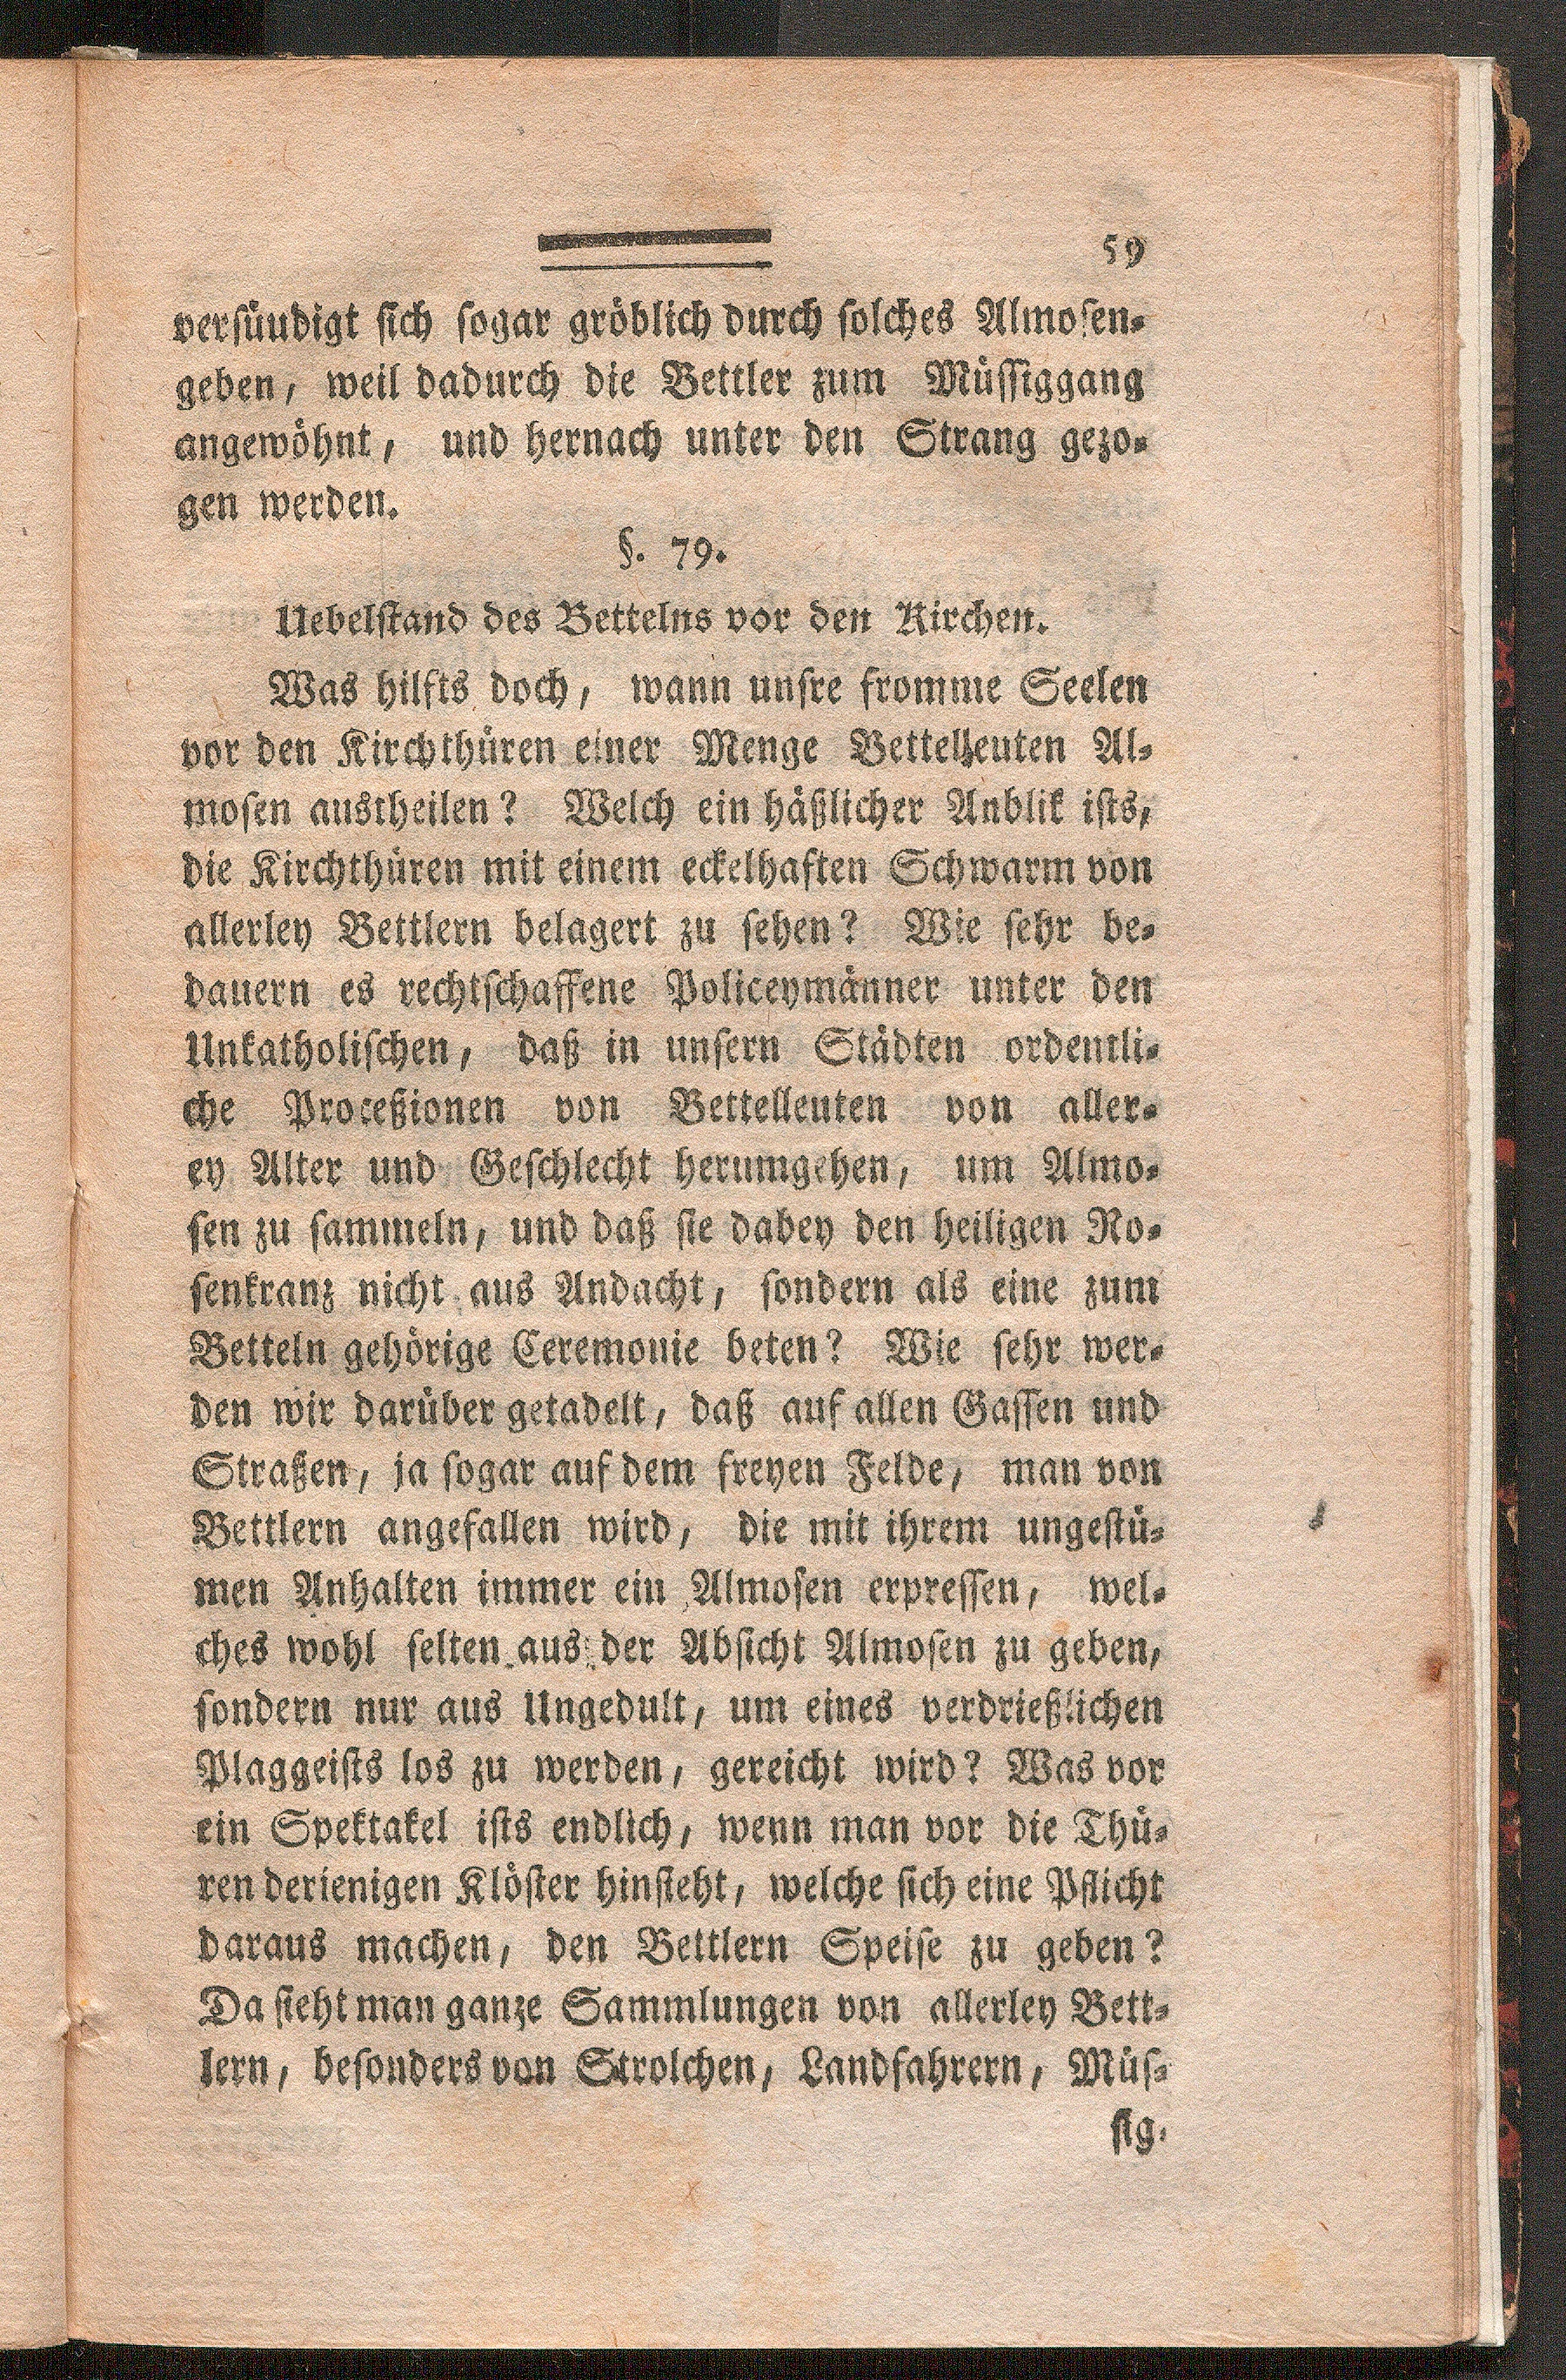 59
versündigt sich sogar gröblich durch solches Almosen-
geben, weil dadurch die Bettler zum Müssiggang
angewöhnt, und hernach unter den Strang gezo-
gen werden.
§. 79.
Uebelstand des Bettelns vor den Kirchen.
Was hilfts doch, wann unsre fromme Seelen
vor den Kirchthüren einer Menge Bettelleuten Al-
mosen austheilen? Welch ein häßlicher Anblik ists,
die Kirchthüren mit einem eckelhaften Schwarm von
allerley Bettlern belagert zu sehen? Wie sehr be-
dauern es rechtschaffene Policeymänner unter den
Unkatholischen, daß in unsern Städten ordentli-
che Proceßionen von Bettelleuten von aller-
ey Alter und Geschlecht herumgehen, um Almo-
sen zu sammeln, und daß sie dabey den heiligen Ro-
senkranz nicht aus Andacht, sondern als eine zum
Betteln gehörige Ceremonie beten? Wie sehr wer-
den wir darüber getadelt, daß auf allen Gassen und
Straßen, ja sogar auf dem freyen Felde, man von
Bettlern angefallen wird, die mit ihrem ungestü-
men Anhalten immer ein Almosen erpressen, wel-
ches wohl selten aus der Absicht Almosen zu geben,
sondern nur aus Ungedult, um eines verdrießlichen
Plaggeists los zu werden, gereicht wird? Was vor
ein Spektakel ists endlich, wenn man vor die Thü-
ren derienigen Klöster hinsieht, welche sich eine Pflicht
daraus machen, den Bettlern Speise zu geben?
Da sieht man ganze Sammlungen von allerley Bett-
lern, besonders von Strolchen, Landfahrern, Müs-
sig-